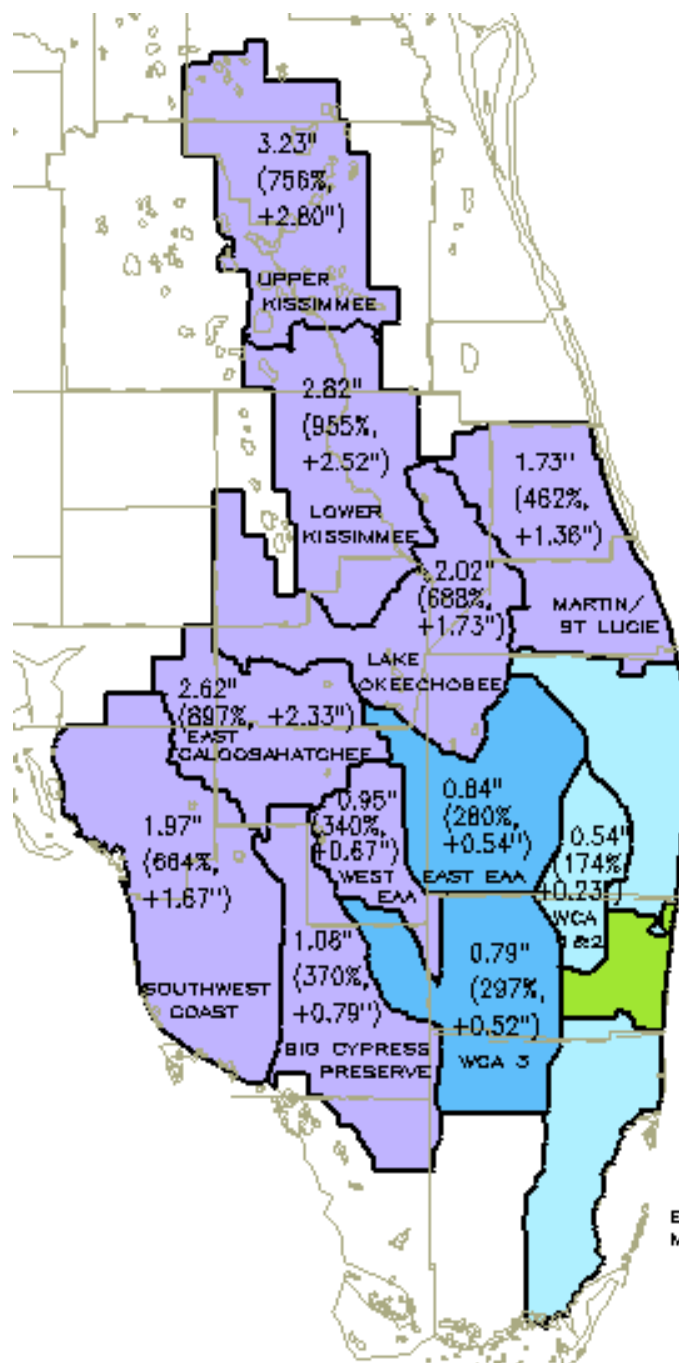 3.23"
(756%,
+2.80")
UPPER
KISSIMMEE
2.82"
(955%,
+2.52")
LOWER
KISSIMMEE
1.73"
(462%,
+1.36")
MARTIN/
ST LUCIE
2.02"
(688%,
+1.73")
LAKE
OKEECHOBEE
2.62"
(897%, +2.33")
EAST
CALOOSAHATCHEE
0.84"
(280%,
+0.54")
EAST EAA
0.95"
(340%,
+0.67")
WEST
EAA
0.54"
(174%,
+0.23")
WCA
&2
1.97"
(664%,
+1.67")
SOUTHWEST
COAST
1.08"
(370%,
+0.79")
BIG CYPRESS
PRESERVE
0.79"
(297%,
+0.52")
WCA 3